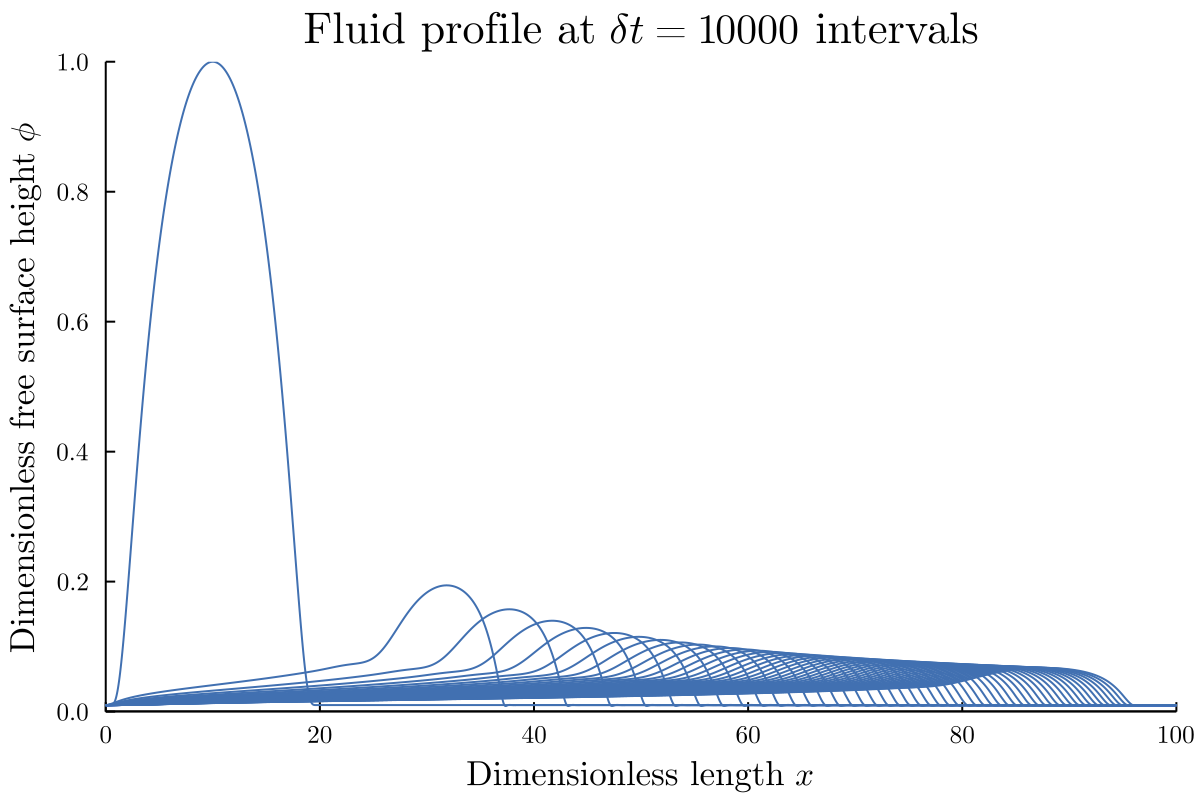 Fluid profile at δt = 10000 intervals
Dimensionless free surface height ϕ
1.0
0.8
0.6
0.4
0.2
0.0
0 20 40 60 80 100
Dimensionless length x